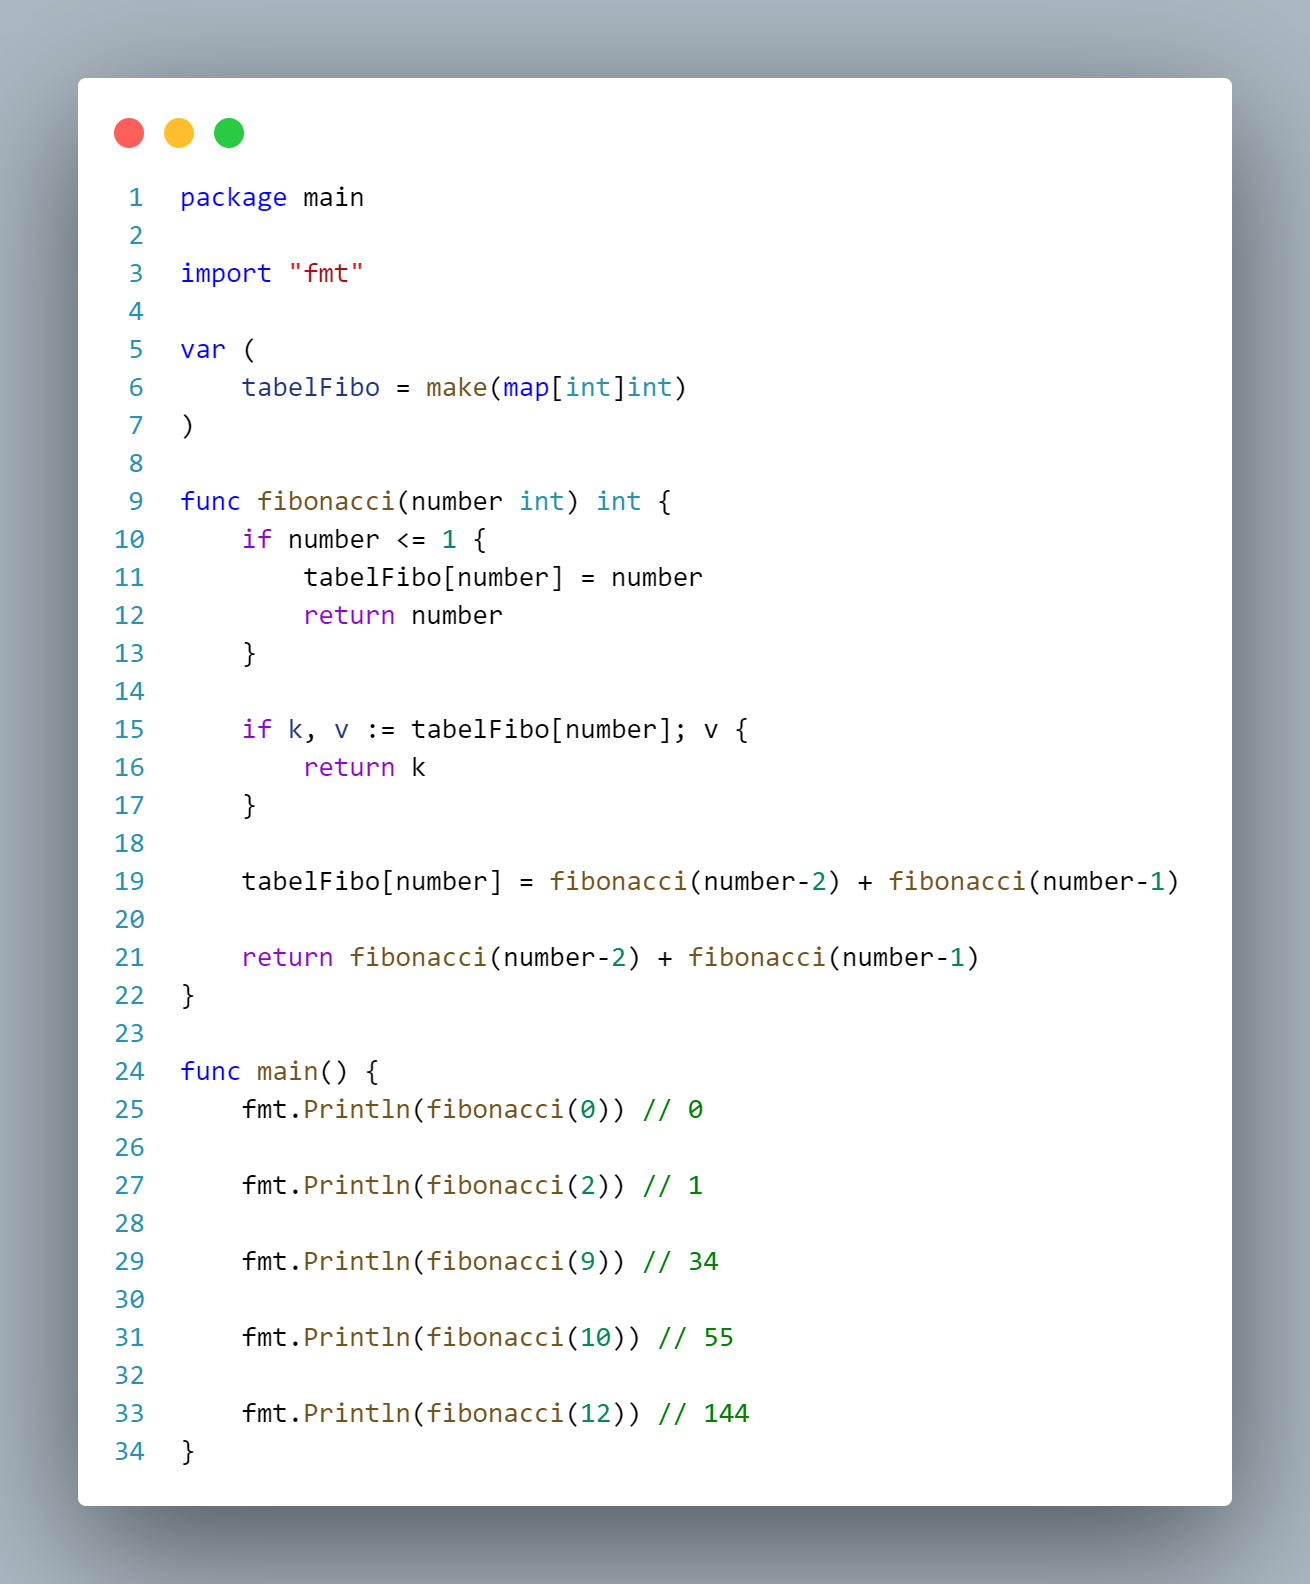 1 package main
2
3 import "fmt"
4
5 var (
6     tabelFibo = make(map[int]int)
7 )
8
9 func fibonacci(number int) int {
10     if number <= 1 {
11         tabelFibo[number] = number
12         return number
13     }
14
15     if k, v := tabelFibo[number]; v {
16         return k
17     }
18
19     tabelFibo[number] = fibonacci(number-2) + fibonacci(number-1)
20
21     return fibonacci(number-2) + fibonacci(number-1)
22 }
23
24 func main() {
25     fmt.Println(fibonacci(0)) // 0
26
27     fmt.Println(fibonacci(2)) // 1
28
29     fmt.Println(fibonacci(9)) // 34
30
31     fmt.Println(fibonacci(10)) // 55
32
33     fmt.Println(fibonacci(12)) // 144
34 }